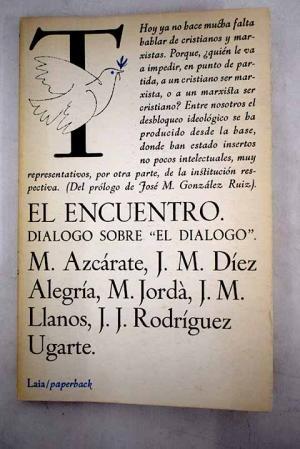 T
Hoy ya no hace mucha falta
hablar de cristianos y mar-
xistas. Porque, ¿quién le va
a impedir, en punto de par-
tida, a un cristiano ser mar-
xista, o a un marxista ser
cristiano? Entre nosotros el
desbloqueo ideológico se ha
producido desde la base,
donde ban estado insertos
no pocos intelectuales, muy
representativos, por otra parte, de la institución res-
pectiva. (Del prólogo de José M. González Ruiz).
EL ENCUENTRO.
DIALOGO SOBRE "EL DIALOGO".
M. Azcárate, J. M. Díez
Alegría, M. Jordà, J. M.
Llanos, J. J. Rodríguez
Ugarte.
Laia/paperback